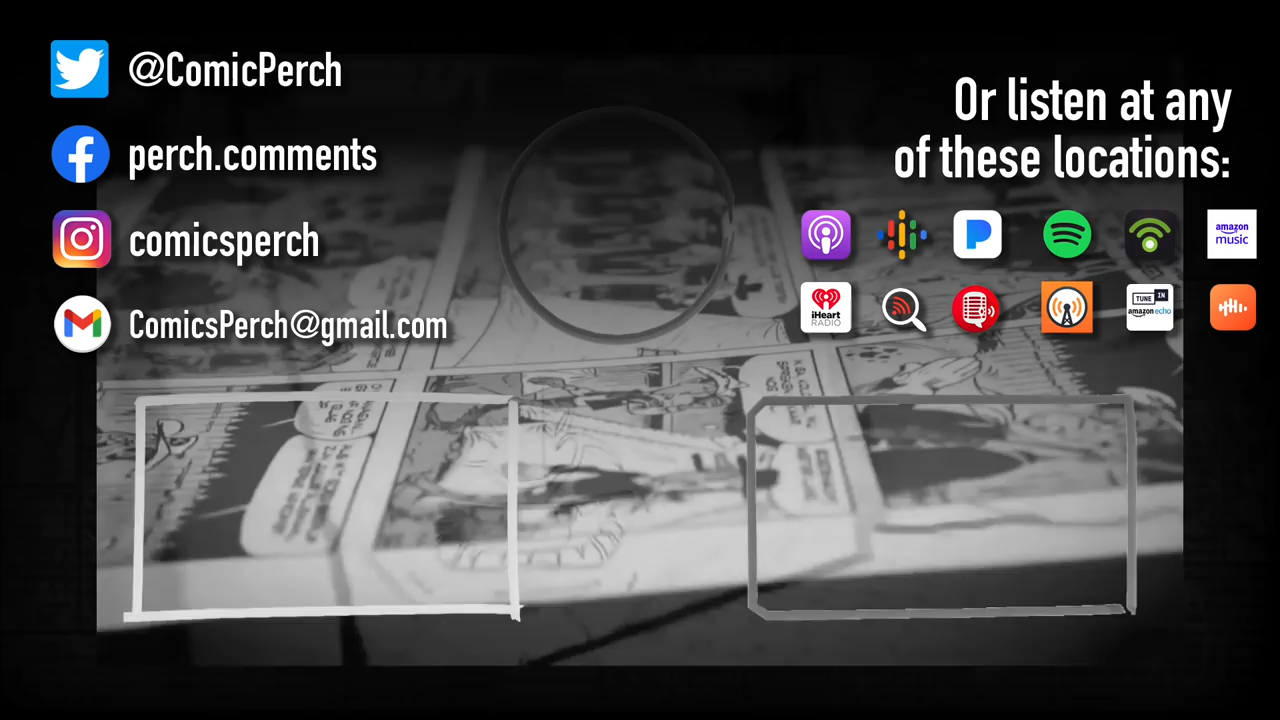 @ComicPerch
perch.comments
comicsperch
ComicsPerch@gmail.com
Or listen at any
of these locations:
amazon
music
iHeart
RADIO
TUNE IN
amazon echo